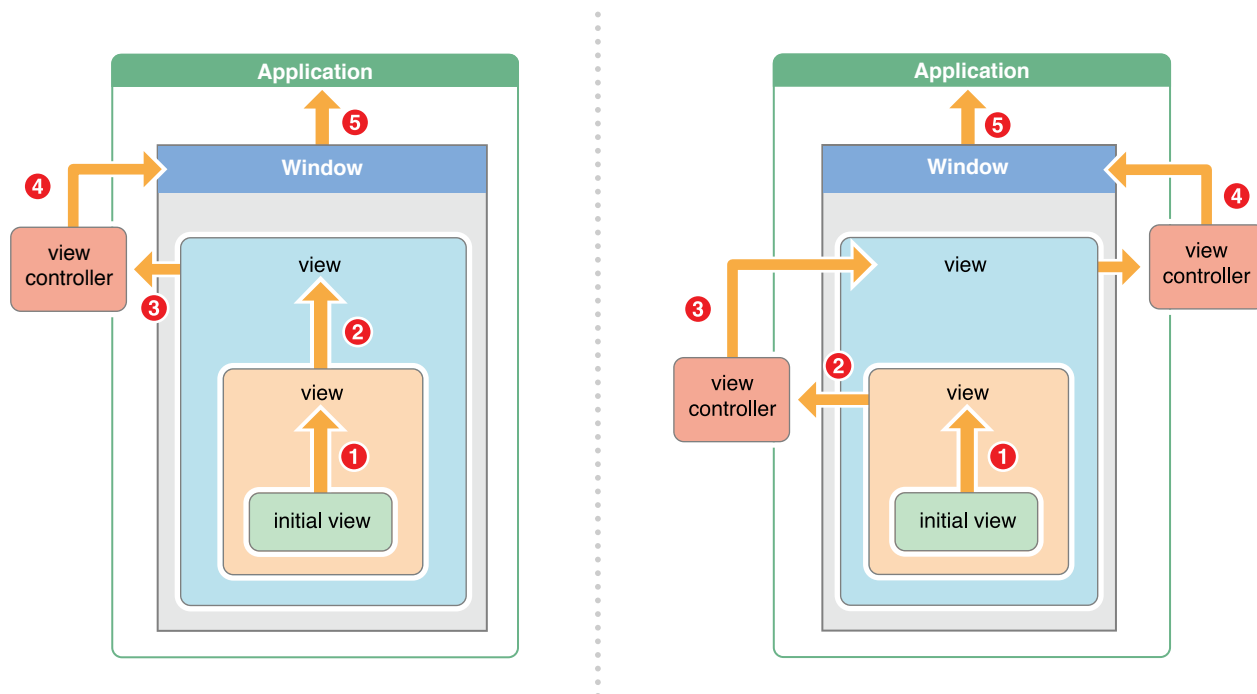 Application
5
Window
4
view
controller
view
3
2
view
1
initial view
Application
5
Window
4
view
controller
view
3
2
view
controller
view
1
initial view